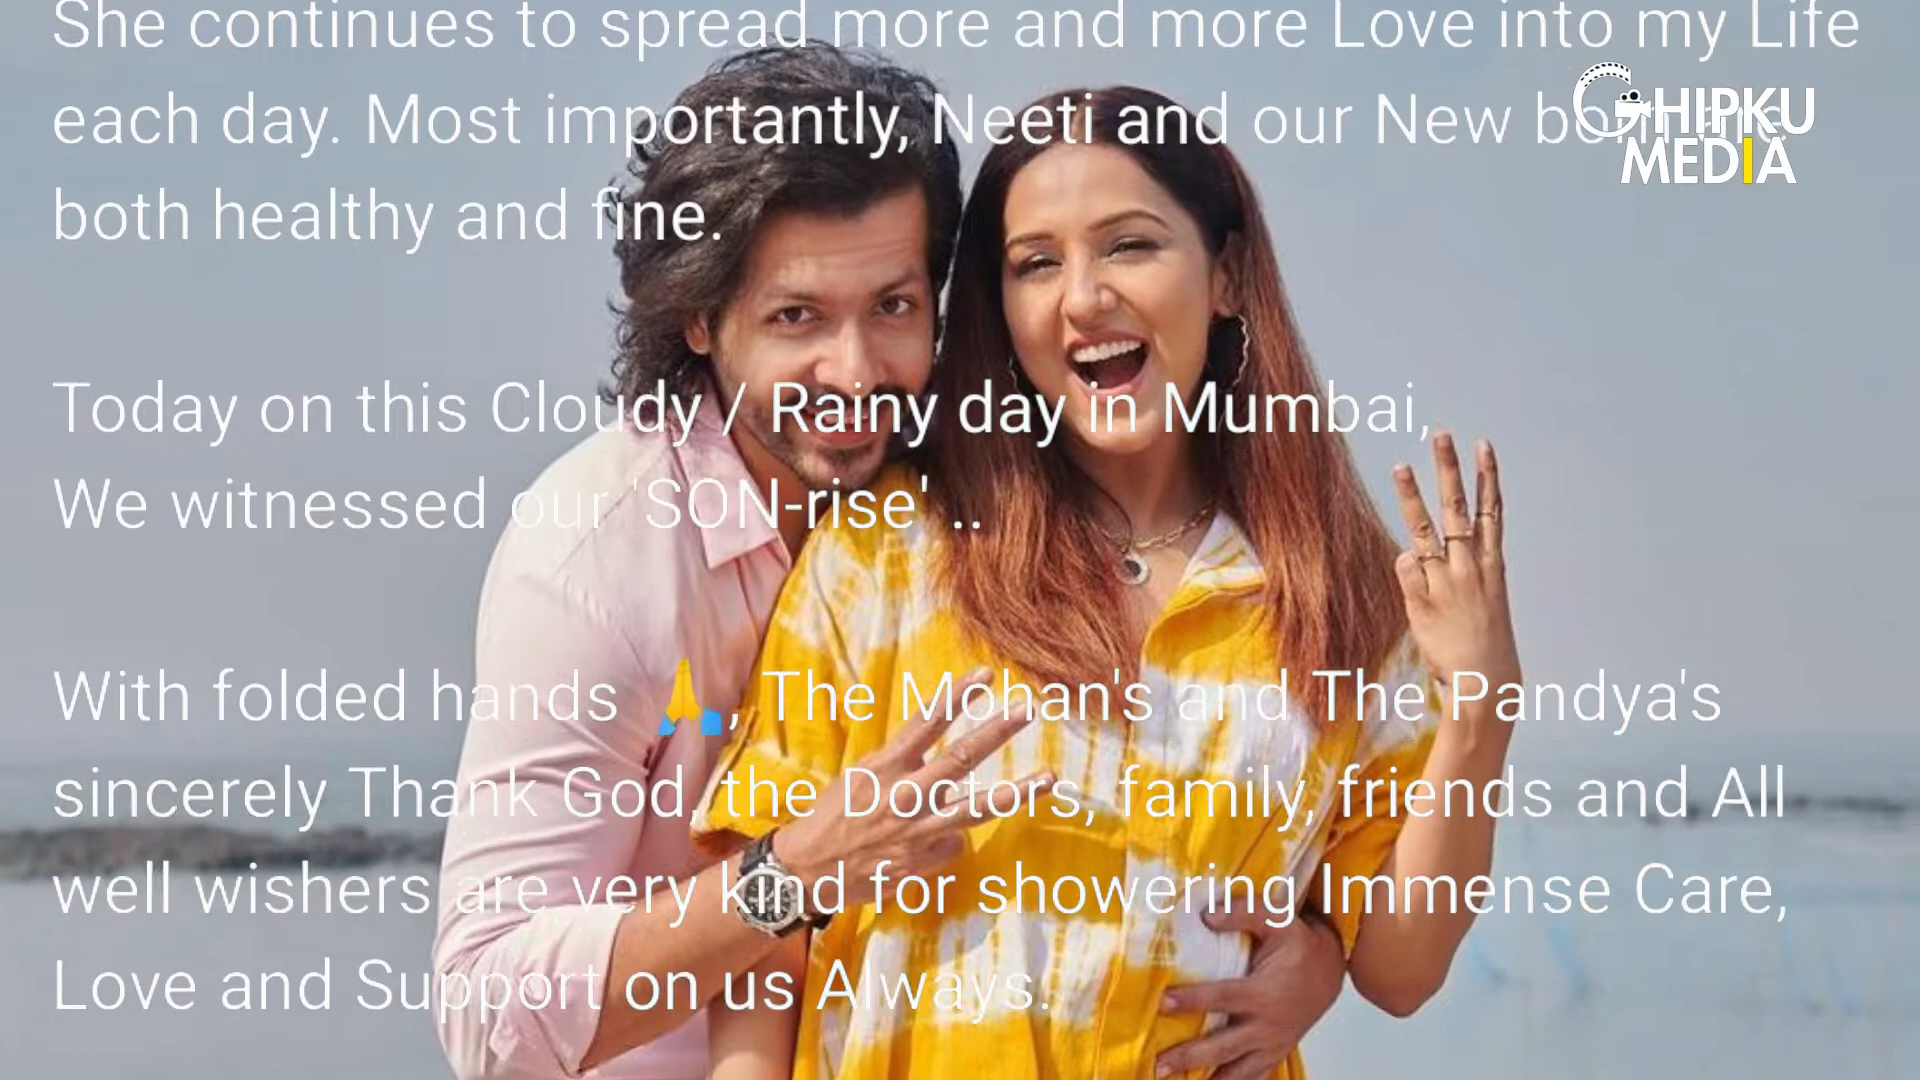 She continues to spread more and more Love into my Life
each day. Most importantly, Neeti and our New born are
both healthy and fine.
Today on this Cloudy / Rainy day in Mumbai,
We witnessed our 'SON-rise' ..
With folded hands 🙏, The Mohan's and The Pandya's
sincerely Thank God, the Doctors, family, friends and All
well wishers are very kind for showering Immense Care,
Love and Support on us Always.
CHIPKU
MEDIA